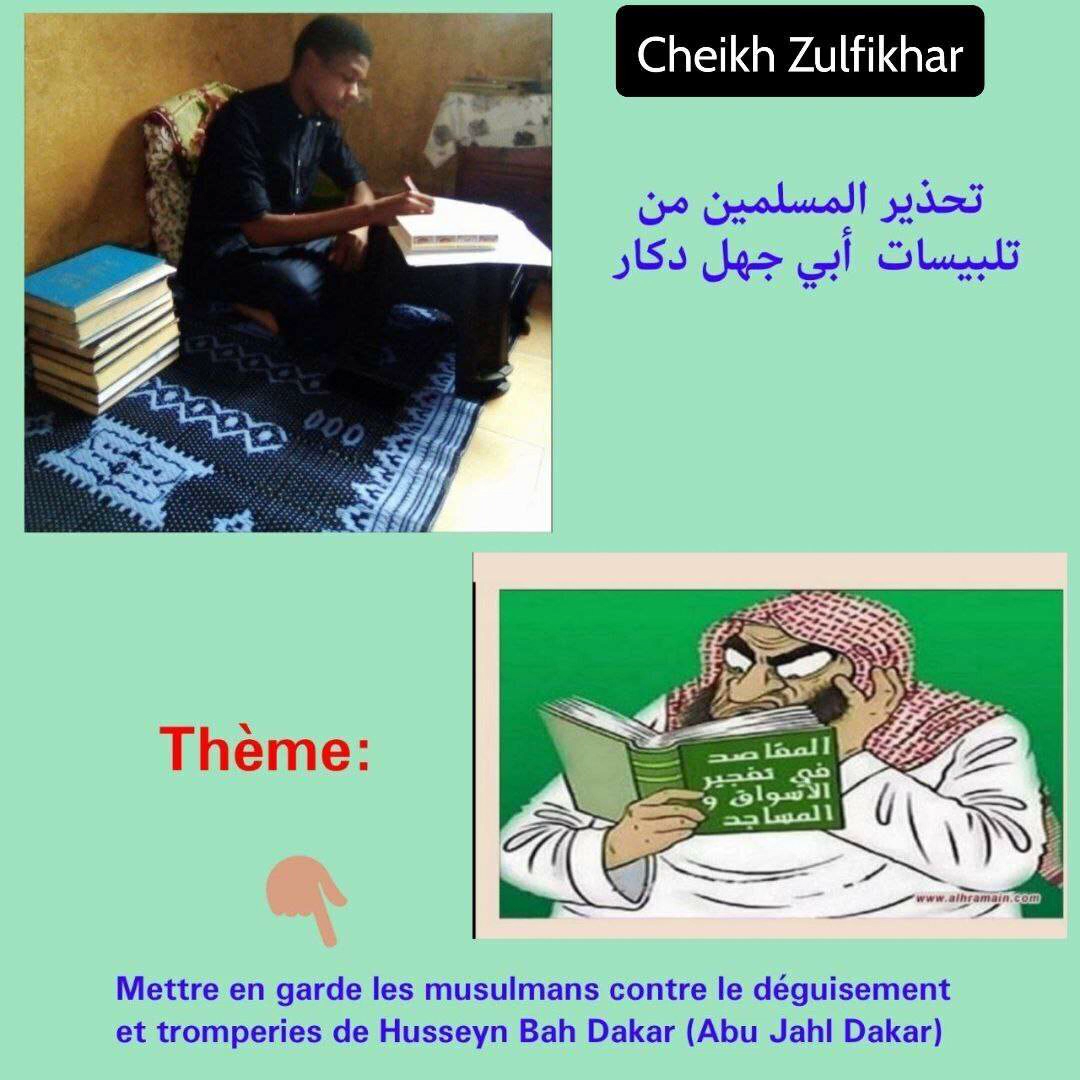 Cheikh Zulfikhar
تحذير المسلمين من
تلبيسات أبي جهل دكار
Thème:
المقاصد
في تفجير
الأسواق و
المساجد
www.alhramain.com
Mettre en garde les musulmans contre le déguisement
et tromperies de Husseyn Bah Dakar (Abu Jahl Dakar)